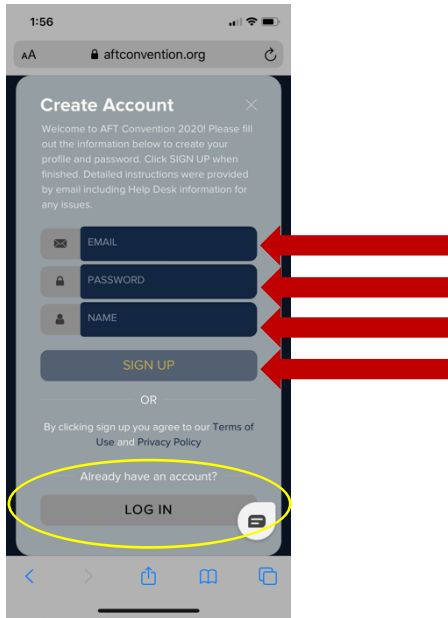 1:56
AA aftconvention.org
Create Account
Welcome to AFT Convention 2020! Please fill
out the information below to create your
profile and password. Click SIGN UP when
finished. Detailed instructions were provided
by email including Help Desk information for
any issues.
EMAIL
PASSWORD
NAME
SIGN UP
OR
By clicking sign up you agree to our Terms of
Use and Privacy Policy
Already have an account?
LOG IN